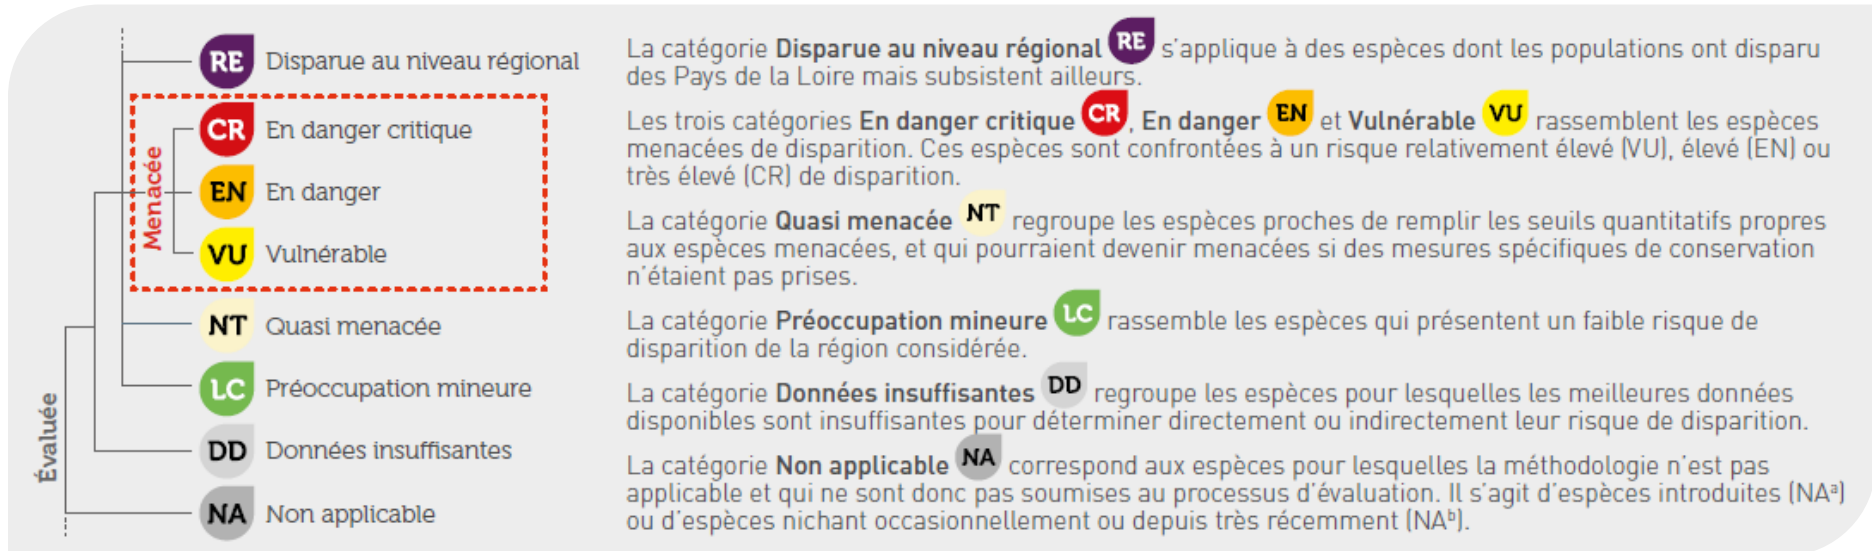 RE Disparue au niveau régional
CR En danger critique
EN En danger
VU Vulnérable
Menacée
NT Quasi menacée
LC Préoccupation mineure
DD Données insuffisantes
NA Non applicable
Évaluée
La catégorie Disparue au niveau régional RE s'applique à des espèces dont les populations ont disparu
des Pays de la Loire mais subsistent ailleurs.
Les trois catégories En danger critique CR, En danger EN et Vulnérable VU rassemblent les espèces
menacées de disparition. Ces espèces sont confrontées à un risque relativement élevé (VU), élevé (EN) ou
très élevé (CR) de disparition.
La catégorie Quasi menacée NT regroupe les espèces proches de remplir les seuils quantitatifs propres
aux espèces menacées, et qui pourraient devenir menacées si des mesures spécifiques de conservation
n'étaient pas prises.
La catégorie Préoccupation mineure LC rassemble les espèces qui présentent un faible risque de
disparition de la région considérée.
La catégorie Données insuffisantes DD regroupe les espèces pour lesquelles les meilleures données
disponibles sont insuffisantes pour déterminer directement ou indirectement leur risque de disparition.
La catégorie Non applicable NA correspond aux espèces pour lesquelles la méthodologie n'est pas
applicable et qui ne sont donc pas soumises au processus d'évaluation. Il s'agit d'espèces introduites (NAᵃ)
ou d'espèces nichant occasionnellement ou depuis très récemment (NAᵇ).